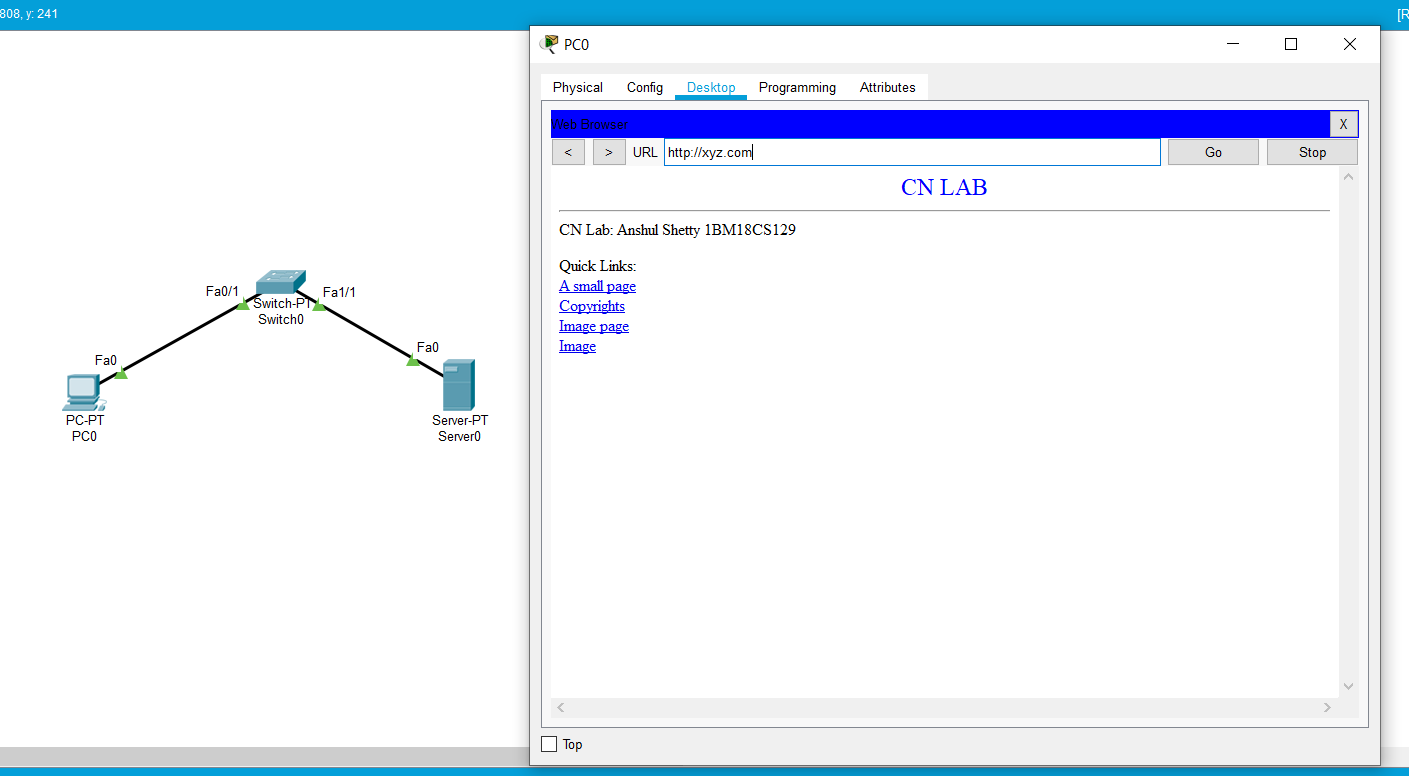 808, y: 241
[R
PC0
Physical Config Desktop Programming Attributes
Web Browser
X
< > URL http://xyz.com Go Stop
CN LAB
CN Lab: Anshul Shetty 1BM18CS129
Quick Links:
A small page
Copyrights
Image page
Image
Top
Fa0/1 Fa1/1
Switch-PT
Switch0
Fa0 Fa0
PC-PT Server-PT
PC0 Server0